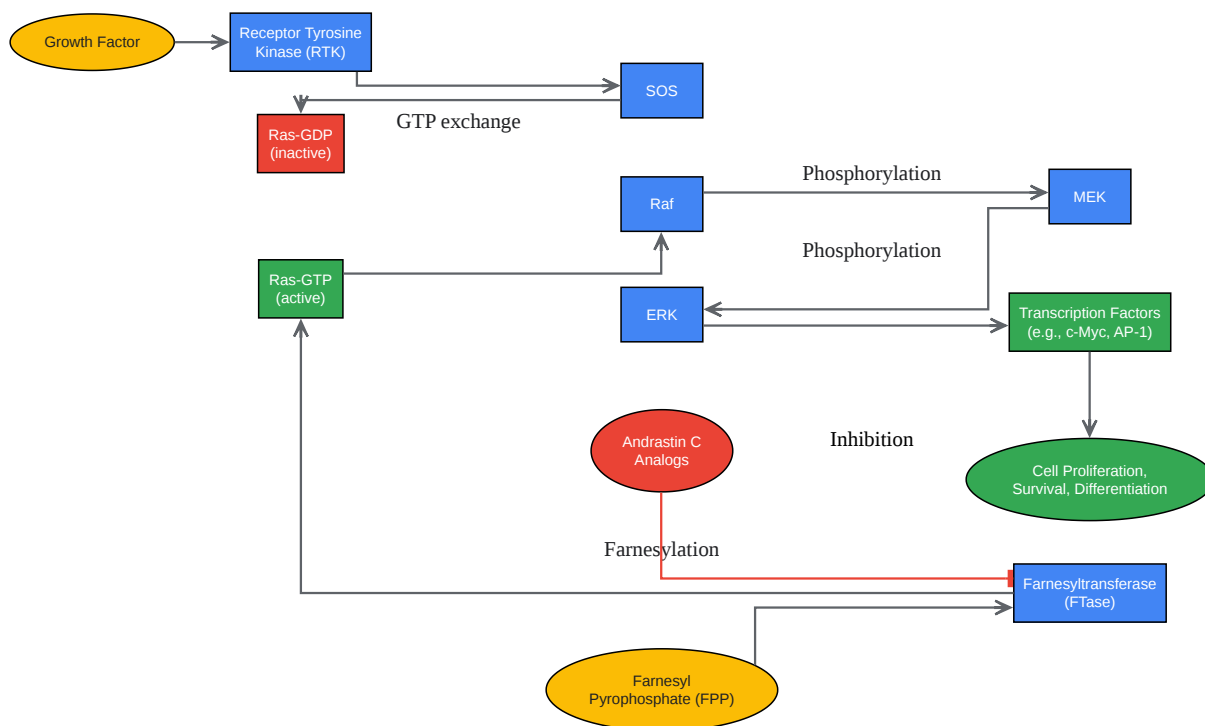 Growth Factor
Receptor Tyrosine
Kinase (RTK)
SOS
GTP exchange
Ras-GDP
(inactive)
Phosphorylation
Raf
MEK
Phosphorylation
Ras-GTP
(active)
ERK
Transcription Factors
(e.g., c-Myc, AP-1)
Andrastin C
Analogs
Inhibition
Cell Proliferation,
Survival, Differentiation
Farnesylation
Farnesyltransferase
(FTase)
Farnesyl
Pyrophosphate (FPP)